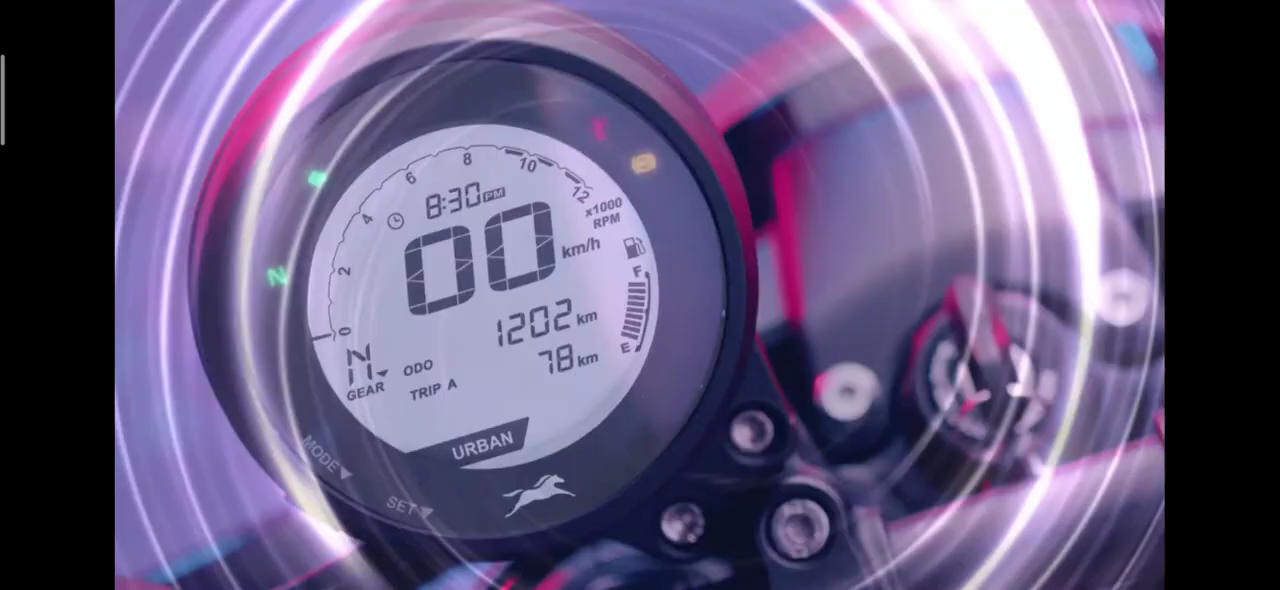 8
6
10
4
12
8:30 PM
x1000
RPM
00 km/h
2
F
0
1202 km
N
ODO
E
78 km
GEAR
TRIP A
URBAN
MODE
SET
N